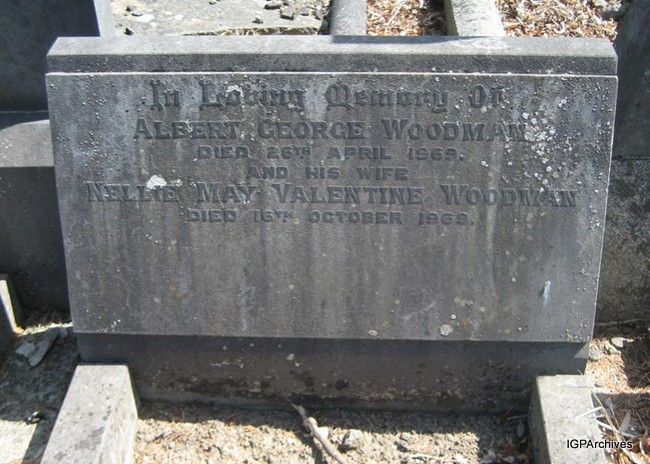 In Loving Memory Of
ALBERT GEORGE WOODMAN
DIED 26TH APRIL 1969.
AND HIS WIFE
NELLIE MAY VALENTINE WOODMAN
DIED 16TH OCTOBER 1969.
IGPArchives